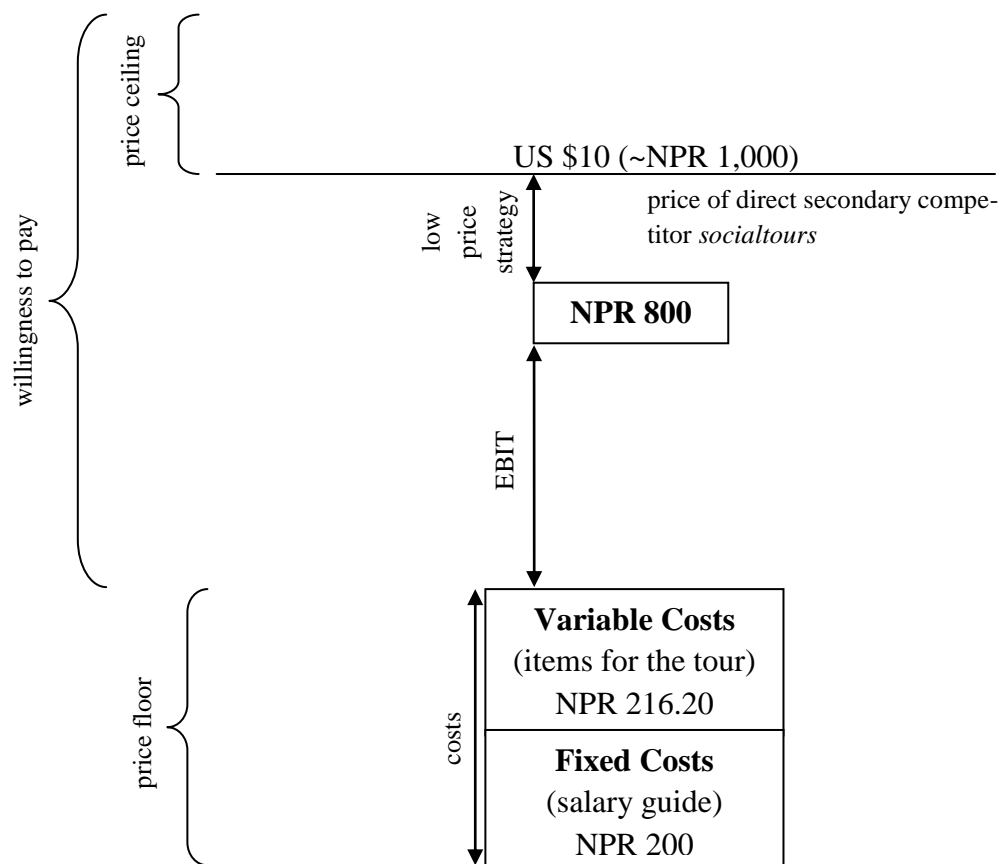 price ceiling
US $10 (~NPR 1,000)
willingness to pay
low
price
strategy
price of direct secondary compe-
titor socialtours
NPR 800
EBIT
price floor
costs
Variable Costs
(items for the tour)
NPR 216.20
Fixed Costs
(salary guide)
NPR 200